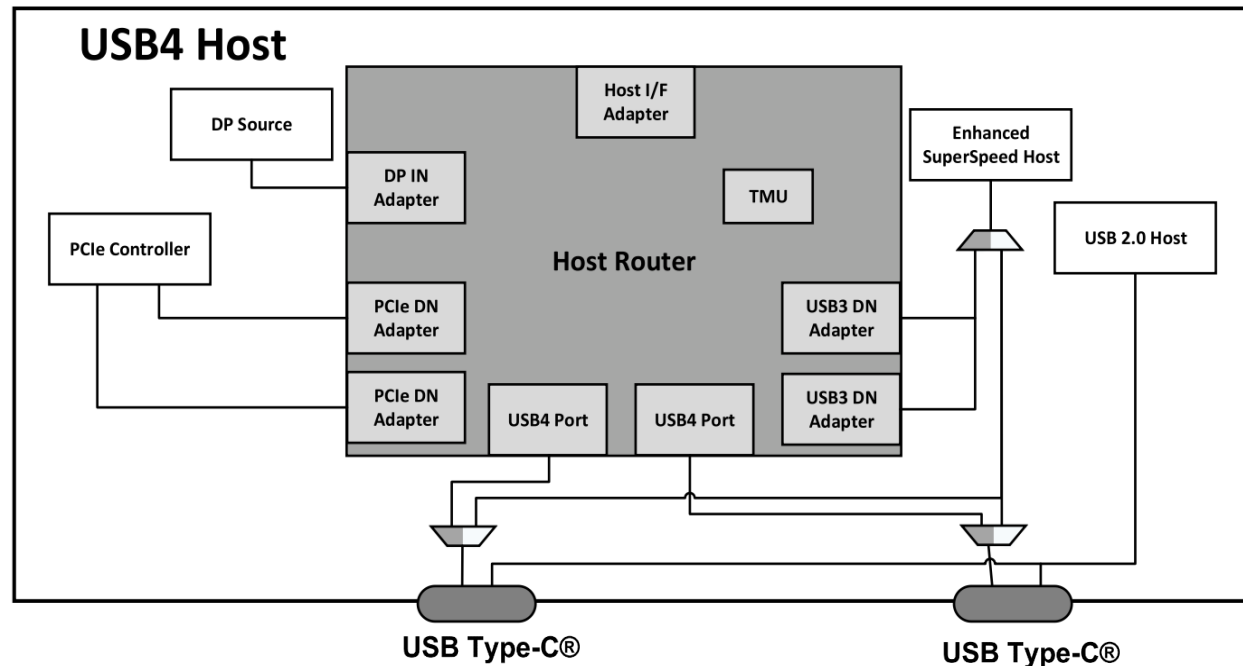 USB4 Host
Host I/F
Adapter
DP Source
Enhanced
SuperSpeed Host
DP IN
Adapter
TMU
PCIe Controller
USB 2.0 Host
Host Router
PCIe DN
Adapter
USB3 DN
Adapter
PCIe DN
Adapter
USB4 Port
USB4 Port
USB3 DN
Adapter
USB Type-C®
USB Type-C®